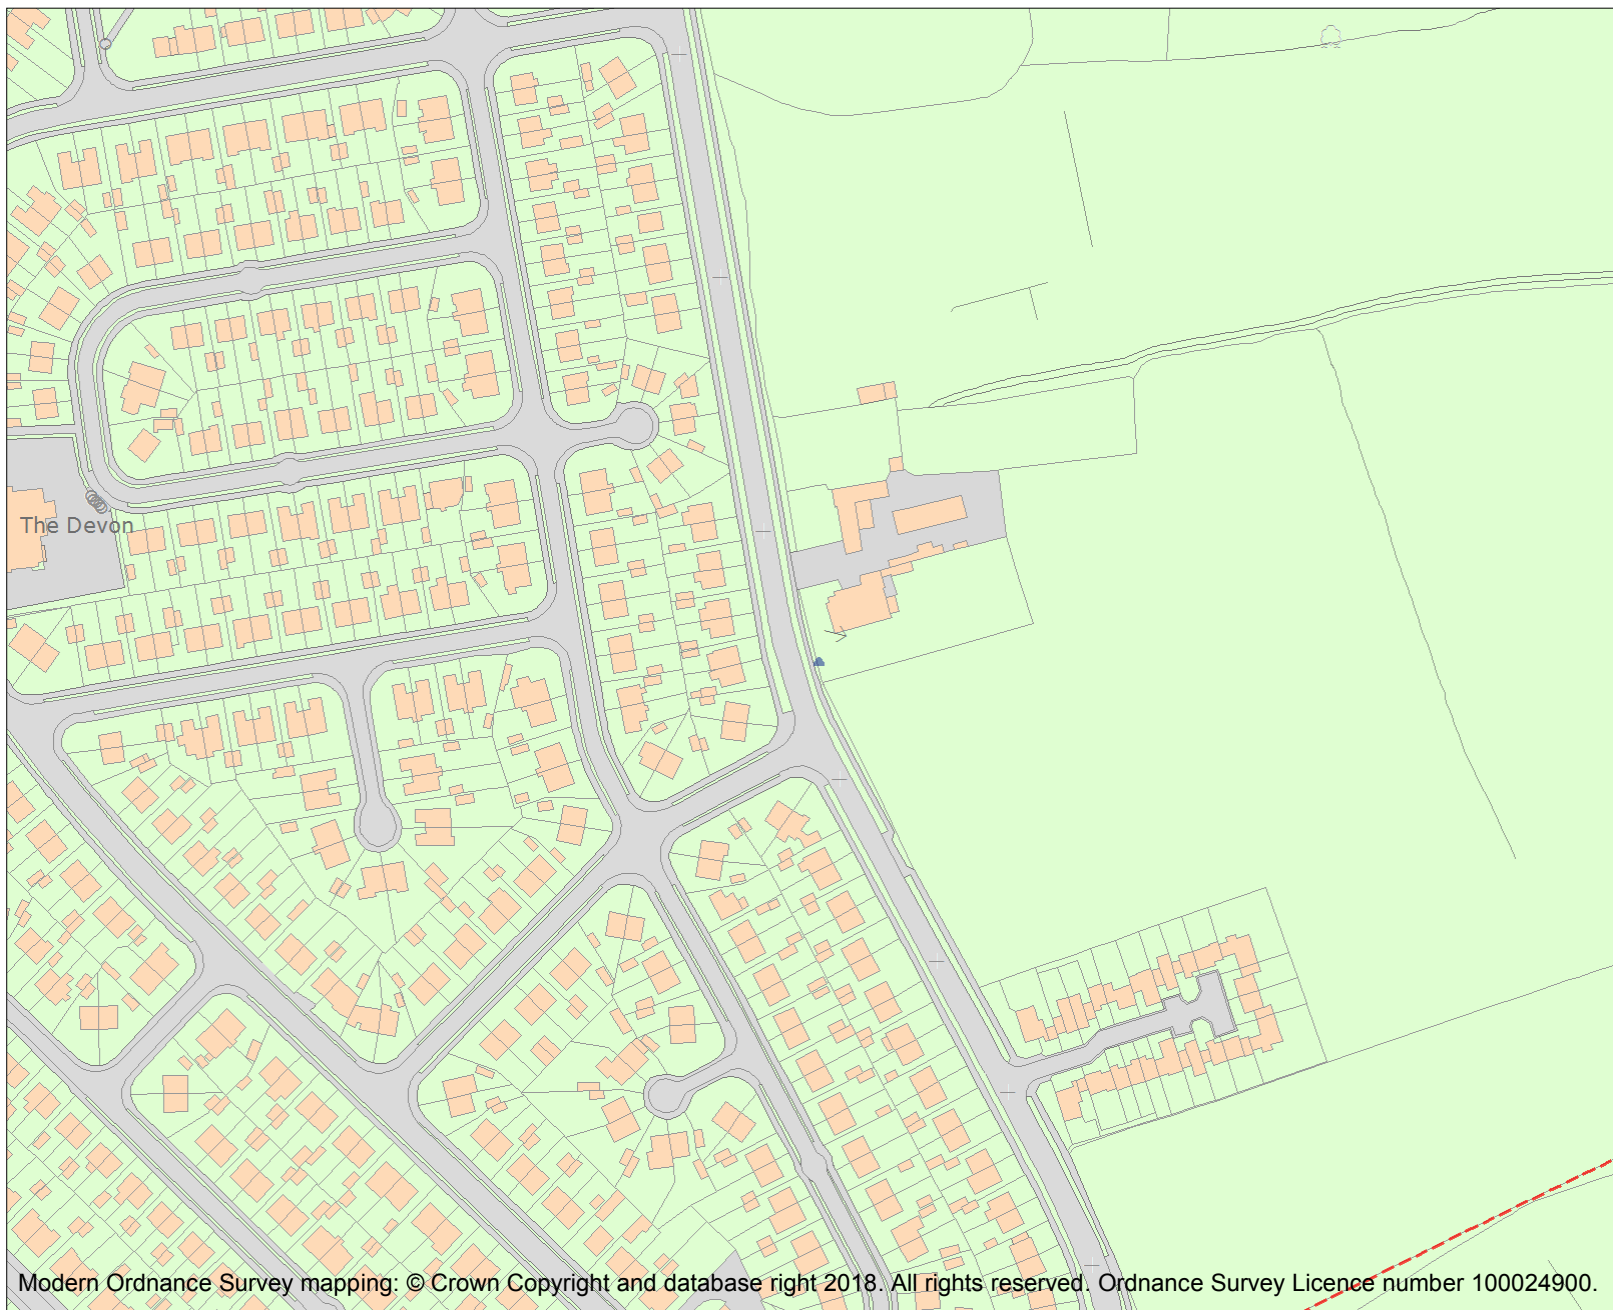 The Devon
Modern Ordnance Survey mapping: © Crown Copyright and database right 2018. All rights reserved. Ordnance Survey Licence number 100024900.